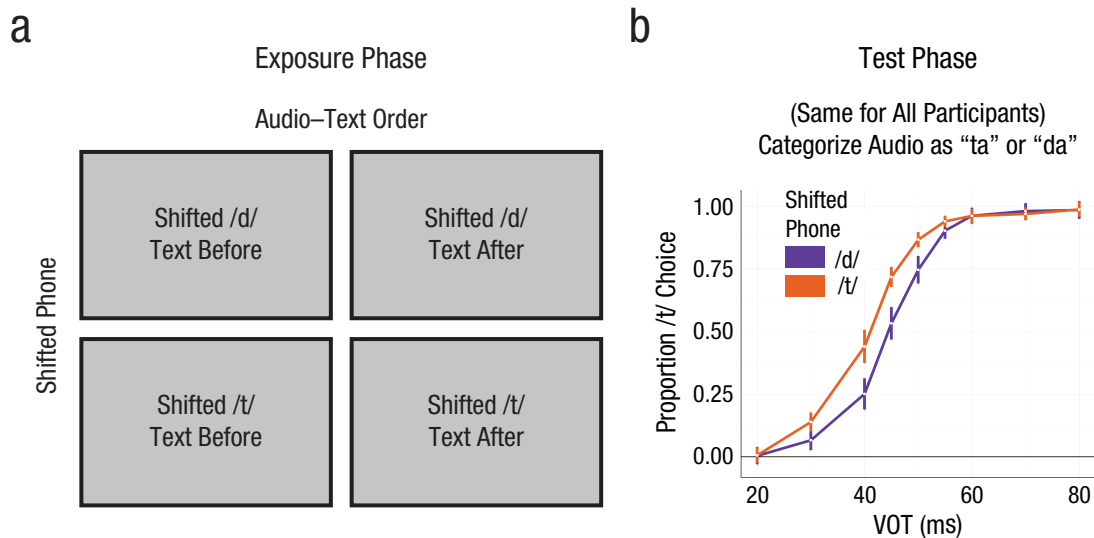 a
Exposure Phase
Audio–Text Order
Shifted Phone
Shifted /d/
Text Before
Shifted /d/
Text After
Shifted /t/
Text Before
Shifted /t/
Text After
b
Test Phase
(Same for All Participants)
Categorize Audio as “ta” or “da”
Proportion /t/ Choice
1.00
0.75
0.50
0.25
0.00
Shifted
Phone
/d/
/t/
20 40 60 80
VOT (ms)